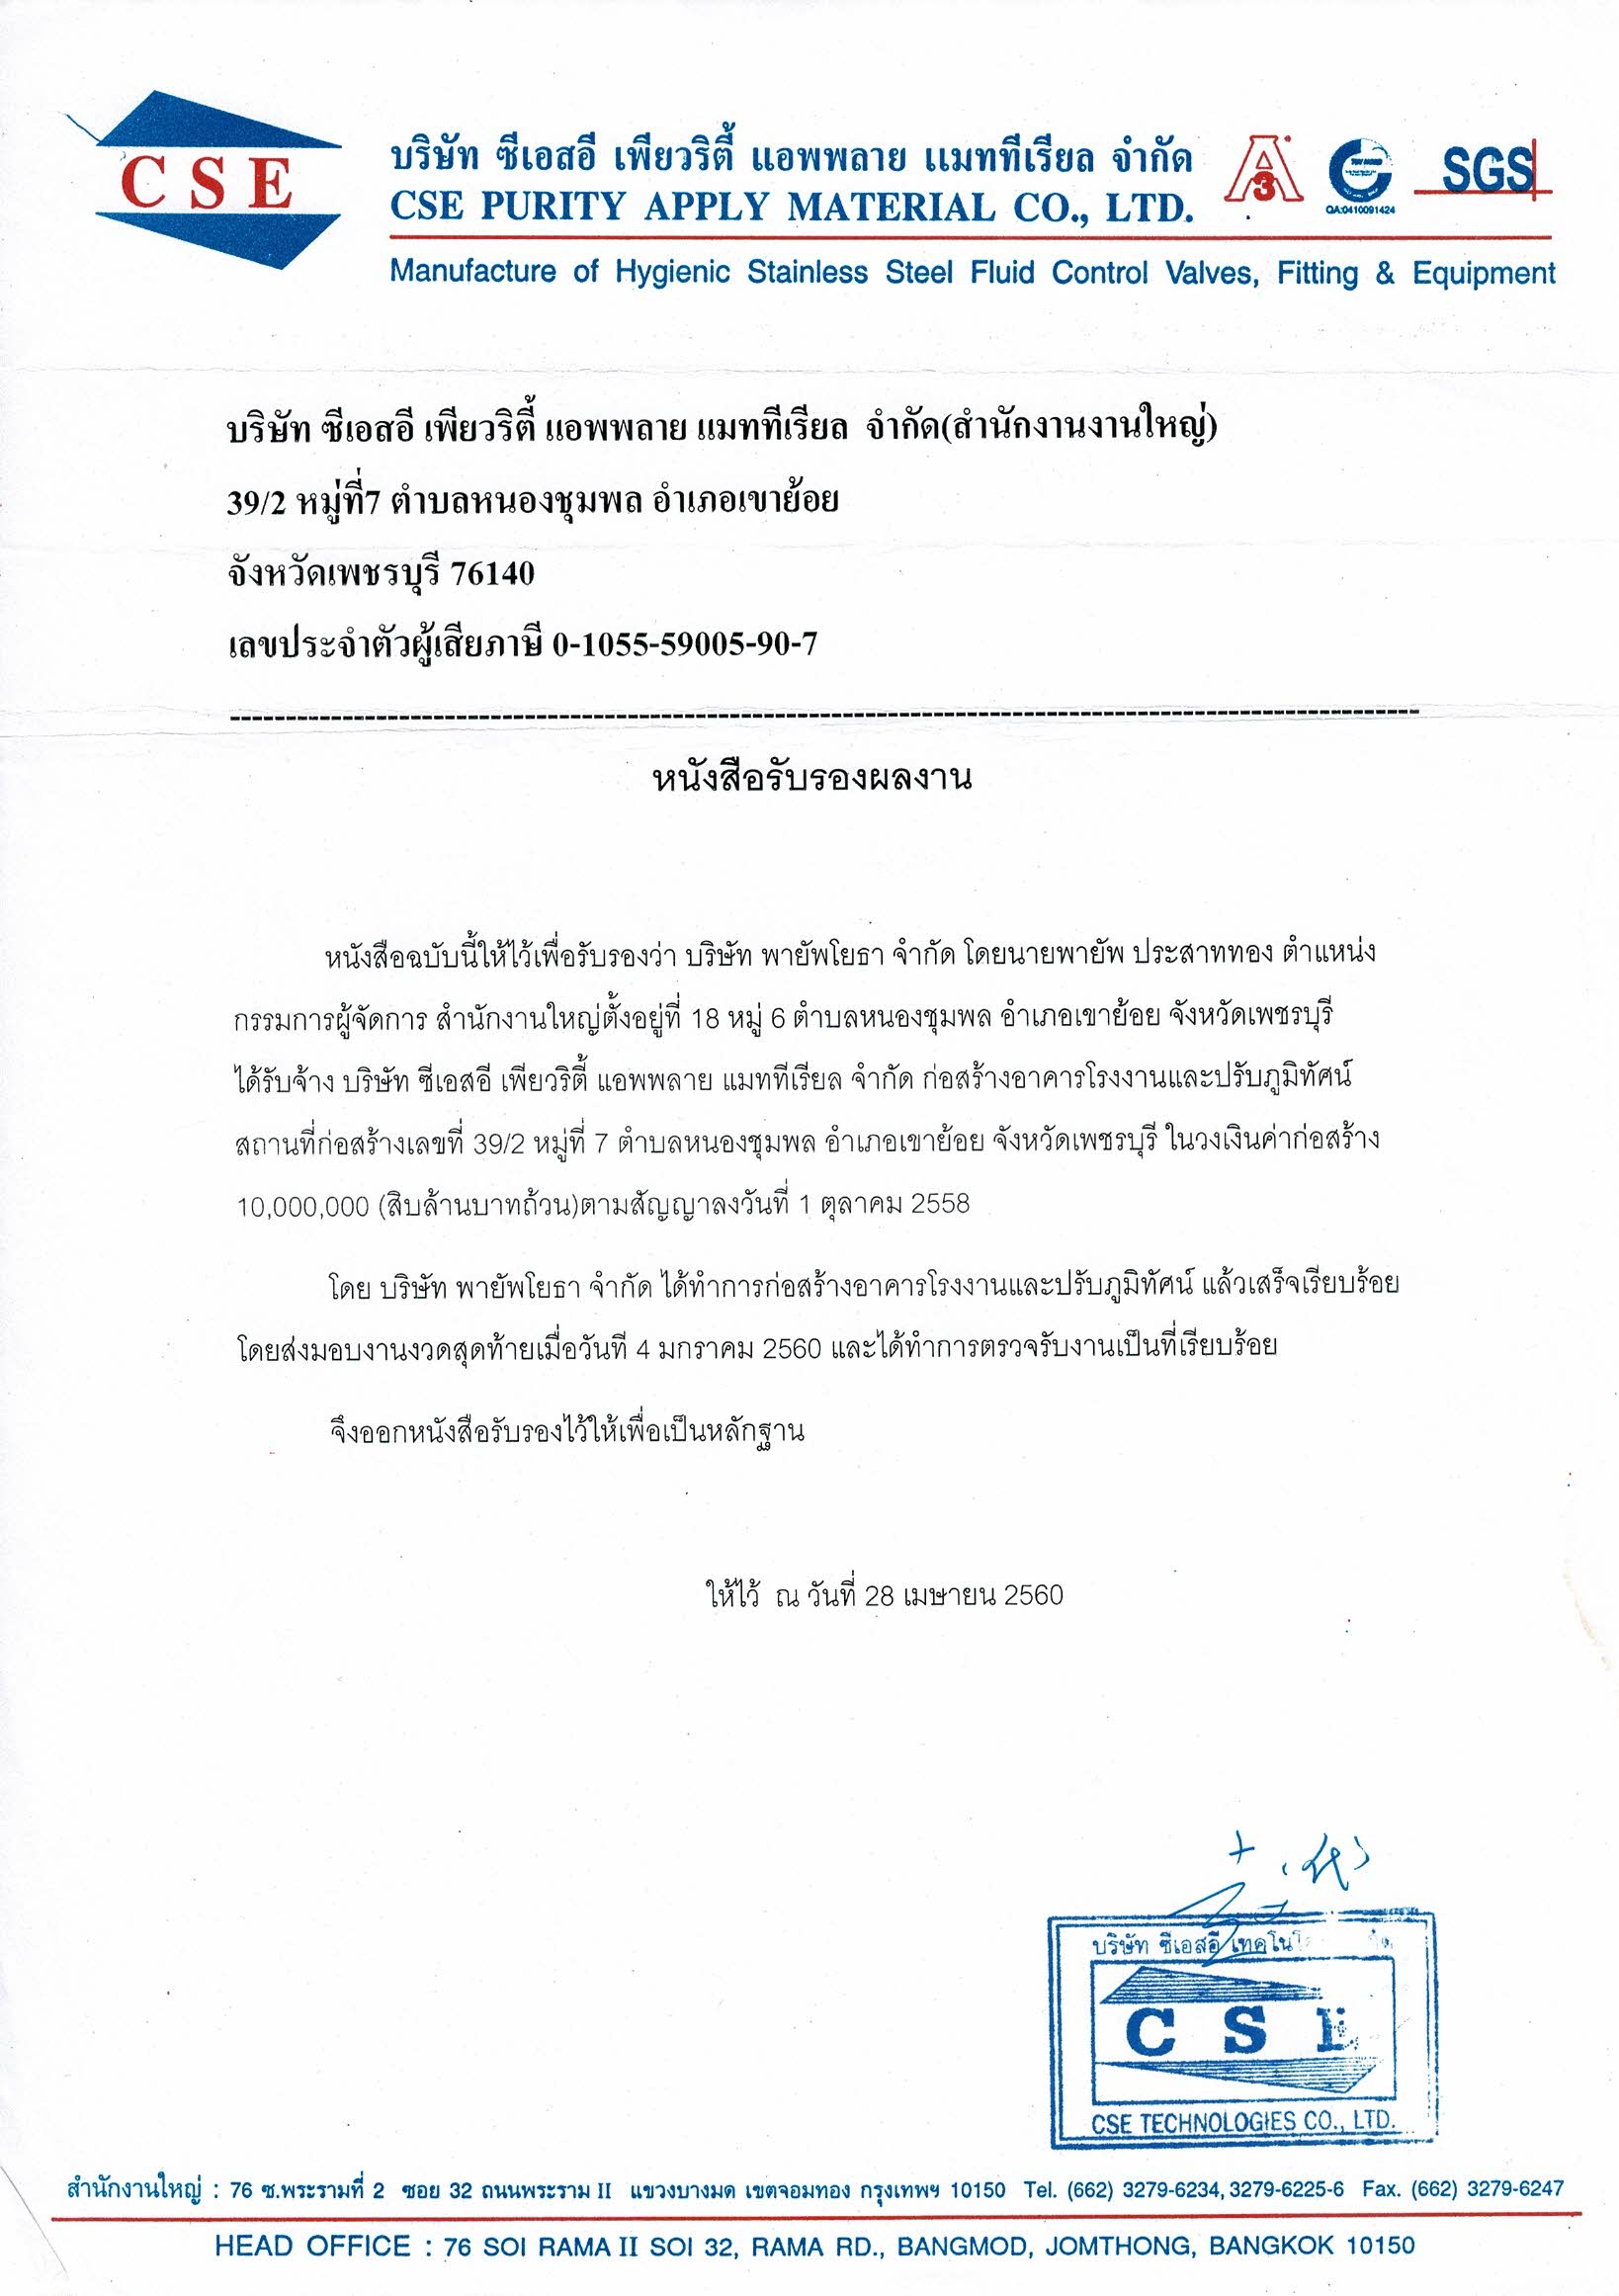 CSE
บริษัท ซีเอสอี เพียวริตี้ แอพพลาย แมททีเรียล จำกัด
CSE PURITY APPLY MATERIAL CO., LTD.
A 3
QA:0410091424
SGS
Manufacture of Hygienic Stainless Steel Fluid Control Valves, Fitting & Equipment
บริษัท ซีเอสอี เพียวริตี้ แอพพลาย แมททีเรียล จำกัด(สำนักงานงานใหญ่)
39/2 หมู่ที่7 ตำบลหนองชุมพล อำเภอเขาย้อย
จังหวัดเพชรบุรี 76140
เลขประจำตัวผู้เสียภาษี 0-1055-59005-90-7
หนังสือรับรองผลงาน
หนังสือฉบับนี้ให้ไว้เพื่อรับรองว่า บริษัท พายัพโยธา จำกัด โดยนายพายัพ ประสาททอง ตำแหน่ง
กรรมการผู้จัดการ สำนักงานใหญ่ตั้งอยู่ที่ 18 หมู่ 6 ตำบลหนองชุมพล อำเภอเขาย้อย จังหวัดเพชรบุรี
ได้รับจ้าง บริษัท ซีเอสอี เพียวริตี้ แอพพลาย แมททีเรียล จำกัด ก่อสร้างอาคารโรงงานและปรับภูมิทัศน์
สถานที่ก่อสร้างเลขที่ 39/2 หมู่ที่ 7 ตำบลหนองชุมพล อำเภอเขาย้อย จังหวัดเพชรบุรี ในวงเงินค่าก่อสร้าง
10,000,000 (สิบล้านบาทถ้วน)ตามสัญญาลงวันที่ 1 ตุลาคม 2558
โดย บริษัท พายัพโยธา จำกัด ได้ทำการก่อสร้างอาคารโรงงานและปรับภูมิทัศน์ แล้วเสร็จเรียบร้อย
โดยส่งมอบงานงวดสุดท้ายเมื่อวันที 4 มกราคม 2560 และได้ทำการตรวจรับงานเป็นที่เรียบร้อย
จึงออกหนังสือรับรองไว้ให้เพื่อเป็นหลักฐาน
ให้ไว้ ณ วันที่ 28 เมษายน 2560
บริษัท ซีเอสอี
CSE
CSE TECHNOLOGIES CO., LTD.
สำนักงานใหญ่ : 76 ซ.พระรามที่ 2 ซอย 32 ถนนพระราม II แขวงบางมด เขตจอมทอง กรุงเทพฯ 10150 Tel. (662) 3279-6234, 3279-6225-6 Fax. (662) 3279-6247
HEAD OFFICE : 76 SOI RAMA II SOI 32, RAMA RD., BANGMOD, JOMTHONG, BANGKOK 10150